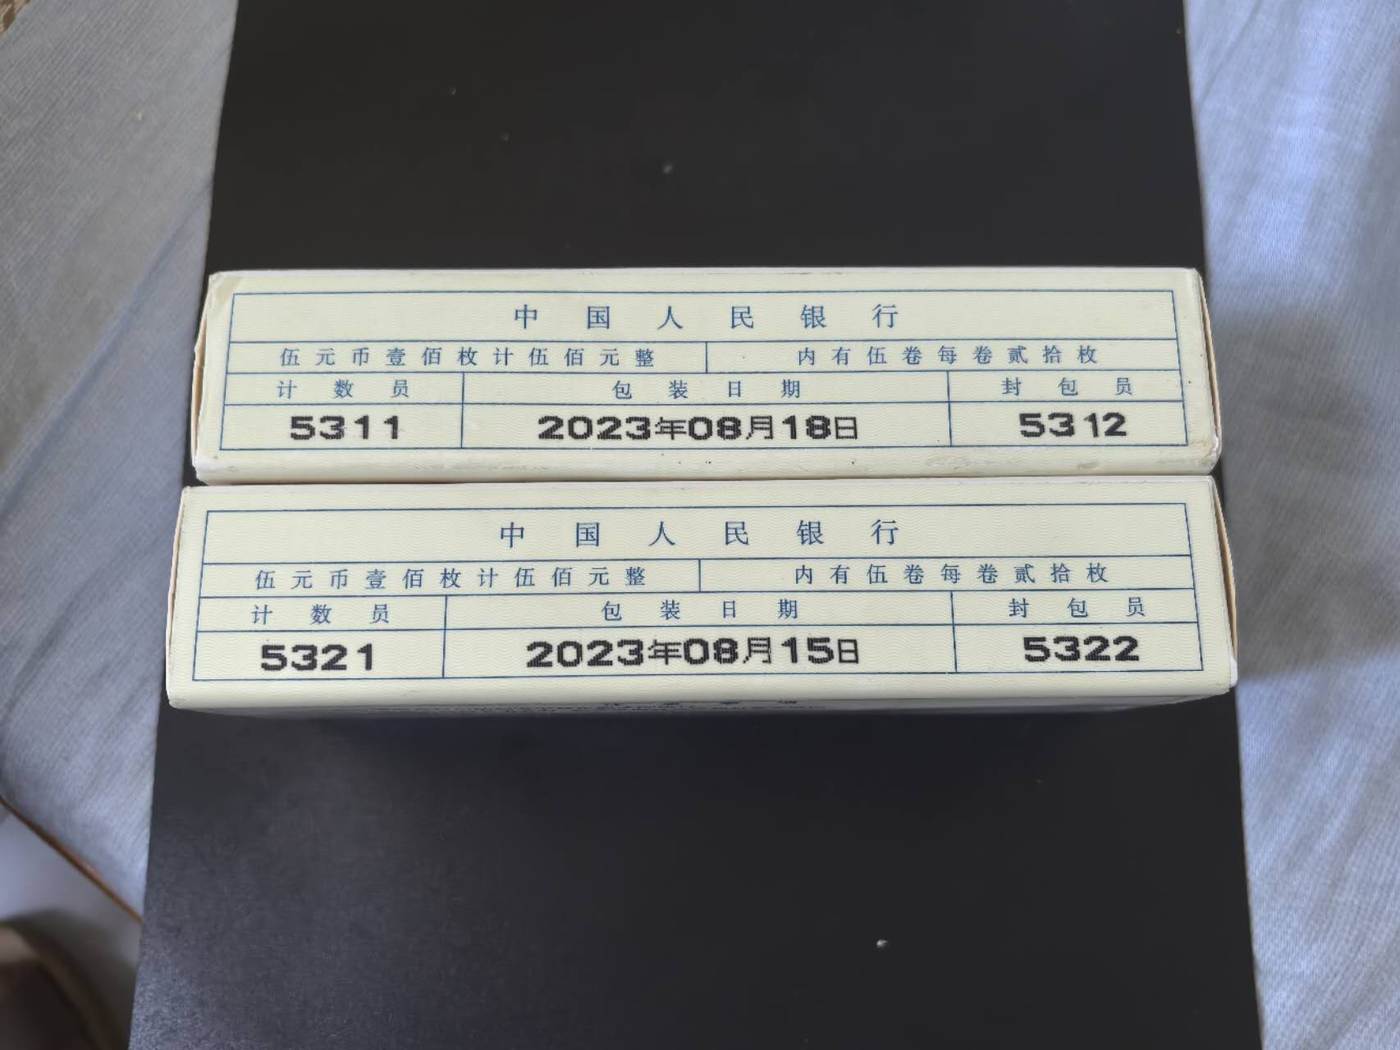 中国人民银行
伍元币壹佰枚计伍佰元整 内有伍卷每卷贰拾枚
计数员 包装日期 封包员
5311 2023年08月18日 5312
中国人民银行
伍元币壹佰枚计伍佰元整 内有伍卷每卷贰拾枚
计数员 包装日期 封包员
5321 2023年08月15日 5322